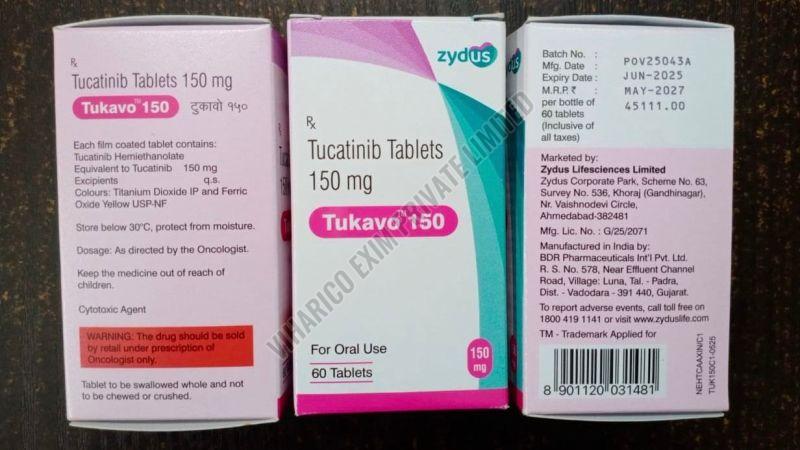 Rx
Tucatinib Tablets 150 mg
Tukavo™150 टुकावो १५०
Each film coated tablet contains:
Tucatinib Hemiethanolate
Equivalent to Tucatinib 150 mg
Excipients q.s.
Colours: Titanium Dioxide IP and Ferric
Oxide Yellow USP-NF
Store below 30°C, protect from moisture.
Dosage: As directed by the Oncologist.
Keep the medicine out of reach of
children.
Cytotoxic Agent
WARNING: The drug should be sold
by retail under prescription of
Oncologist only.
Tablet to be swallowed whole and not
to be chewed or crushed.
zydus
Rx
Tucatinib Tablets
150 mg
Tukavo™150
For Oral Use
60 Tablets
150
mg
VIHARICO EXIM PRIVATE LIMITED
Batch No. : POV25043A
Mfg. Date : JUN-2025
Expiry Date : MAY-2027
M.R.P.₹ : 45111.00
per bottle of
60 tablets
(Inclusive of
all taxes)
Marketed by:
Zydus Lifesciences Limited
Zydus Corporate Park, Scheme No. 63,
Survey No. 536, Khoraj (Gandhinagar),
Nr. Vaishnodevi Circle,
Ahmedabad-382481
Mfg. Lic. No. : G/25/2071
Manufactured in India by:
BDR Pharmaceuticals Int'l Pvt. Ltd.
R. S. No. 578, Near Effluent Channel
Road, Village: Luna, Tal. - Padra,
Dist. - Vadodara - 391 440, Gujarat.
To report adverse events, call toll free on
1800 419 1141 or visit www.zyduslife.com
TM - Trademark Applied for
8 901120 031481
NEHTCAAXIN/C1
TUK150C1-0525